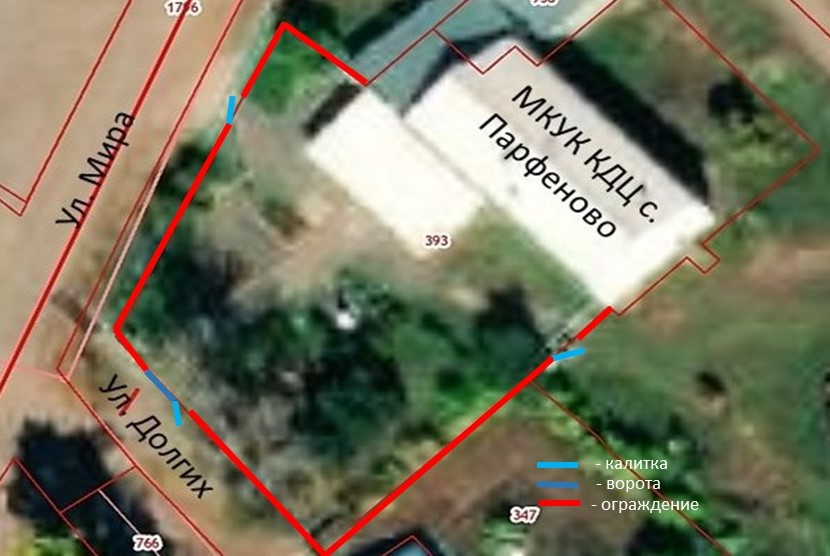 1796
Ул. Мира
МКУК КДЦ с.
Парфеново
393
Ул. Долгих
- калитка
- ворота
- ограждение
347
766